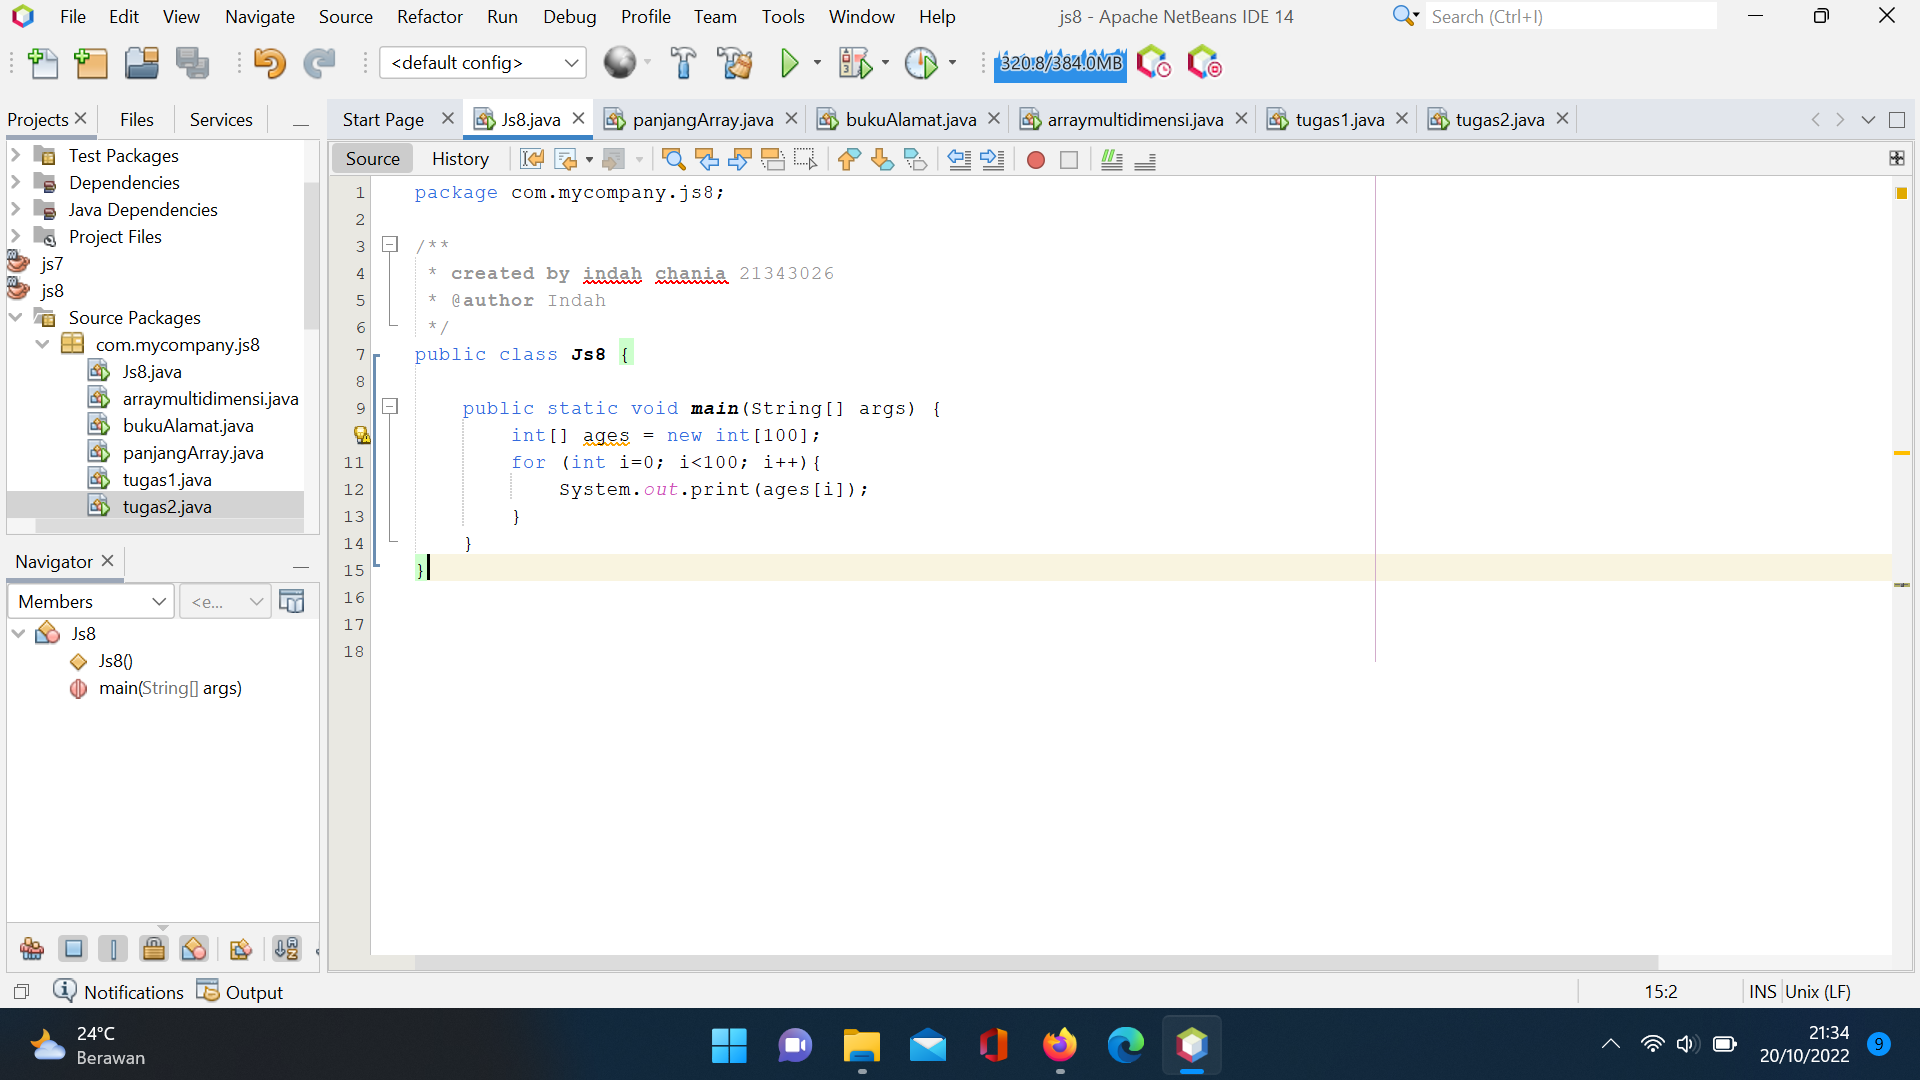 File Edit View Navigate Source Refactor Run Debug Profile Team Tools Window Help js8 - Apache NetBeans IDE 14 Search (Ctrl+I)
<default config> 320.8/384.0MB
Projects Files Services Start Page Js8.java panjangArray.java bukuAlamat.java arraymultidimensi.java tugas1.java tugas2.java
Source History
Test Packages
Dependencies
Java Dependencies
Project Files
js7
js8
Source Packages
com.mycompany.js8
Js8.java
arraymultidimensi.java
bukuAlamat.java
panjangArray.java
tugas1.java
tugas2.java
Navigator
Members <e...
Js8
Js8()
main(String[] args)
1 package com.mycompany.js8;
2
3 /**
4 * created by indah chania 21343026
5 * @author Indah
6 */
7 public class Js8 {
8
9 public static void main(String[] args) {
int[] ages = new int[100];
11 for (int i=0; i<100; i++){
12 System.out.print(ages[i]);
13 }
14 }
15 }
16
17
18
Notifications Output 15:2 INS Unix (LF)
24°C
Berawan
21:34
20/10/2022
9